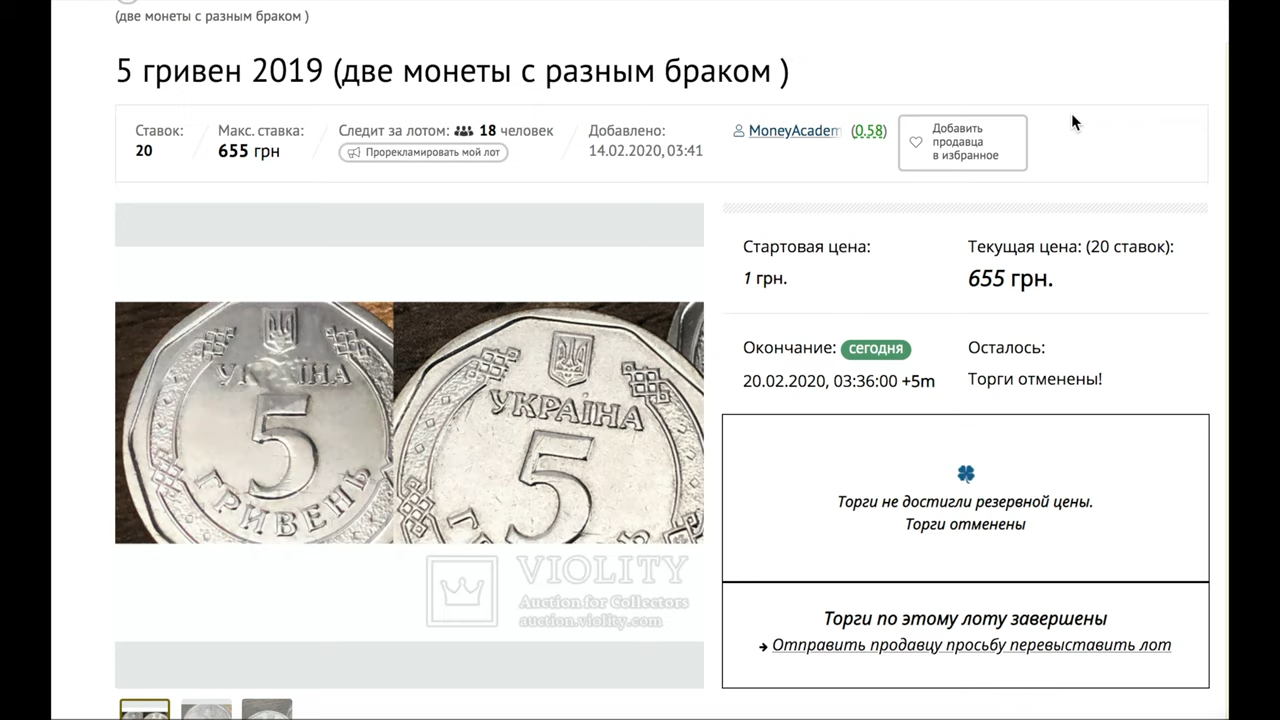 (две монеты с разным браком )
5 гривен 2019 (две монеты с разным браком )
Ставок:
20
Макс. ставка:
655 грн
Следит за лотом: 18 человек
Прорекламировать мой лот
Добавлено:
14.02.2020, 03:41
MoneyAcadem (0.58)
Добавить
продавца
в избранное
УКРАЇНА
5
ГРИВЕНЬ
УКРАЇНА
5
VIOLITY
Auction for Collectors
auction.violity.com
Стартовая цена:
1 грн.
Текущая цена: (20 ставок):
655 грн.
Окончание: сегодня
20.02.2020, 03:36:00 +5m
Осталось:
Торги отменены!
Торги не достигли резервной цены.
Торги отменены
Торги по этому лоту завершены
Отправить продавцу просьбу перевыставить лот